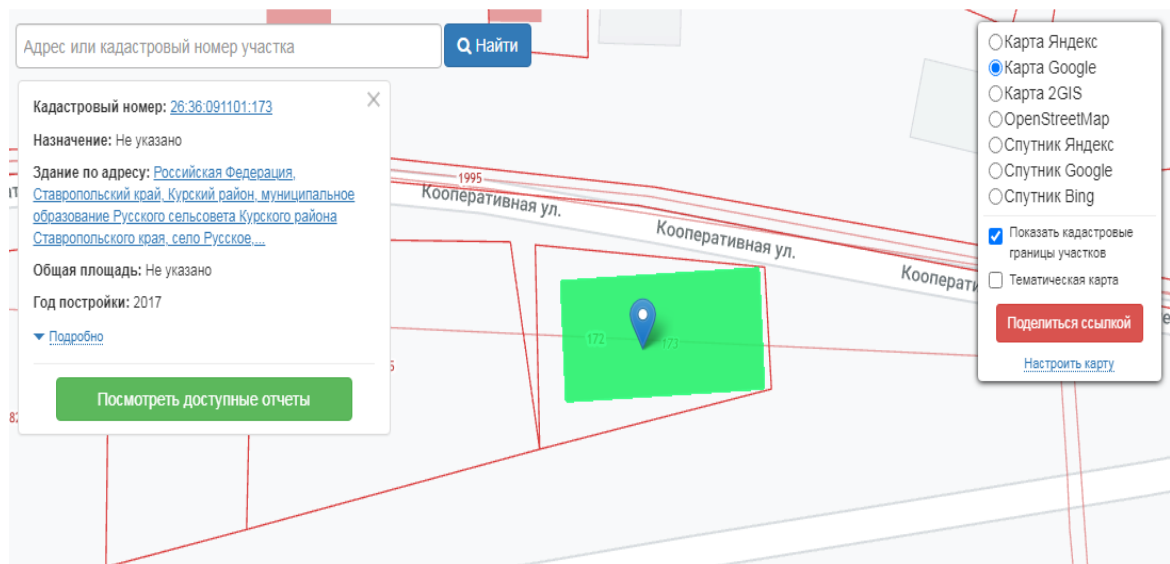 Адрес или кадастровый номер участка
Найти
Кадастровый номер: 26:36:091101:173
Назначение: Не указано
Здание по адресу: Российская Федерация,
Ставропольский край, Курский район, муниципальное
образование Русского сельсовета Курского района
Ставропольского края, село Русское,...
Общая площадь: Не указано
Год постройки: 2017
Подробно
Посмотреть доступные отчеты
1995
Кооперативная ул.
Кооперативная ул.
Кооперати
172
173
5
82
Карта Яндекс
Карта Google
Карта 2GIS
OpenStreetMap
Спутник Яндекс
Спутник Google
Спутник Bing
Показать кадастровые
границы участков
Тематическая карта
Поделиться ссылкой
Настроить карту